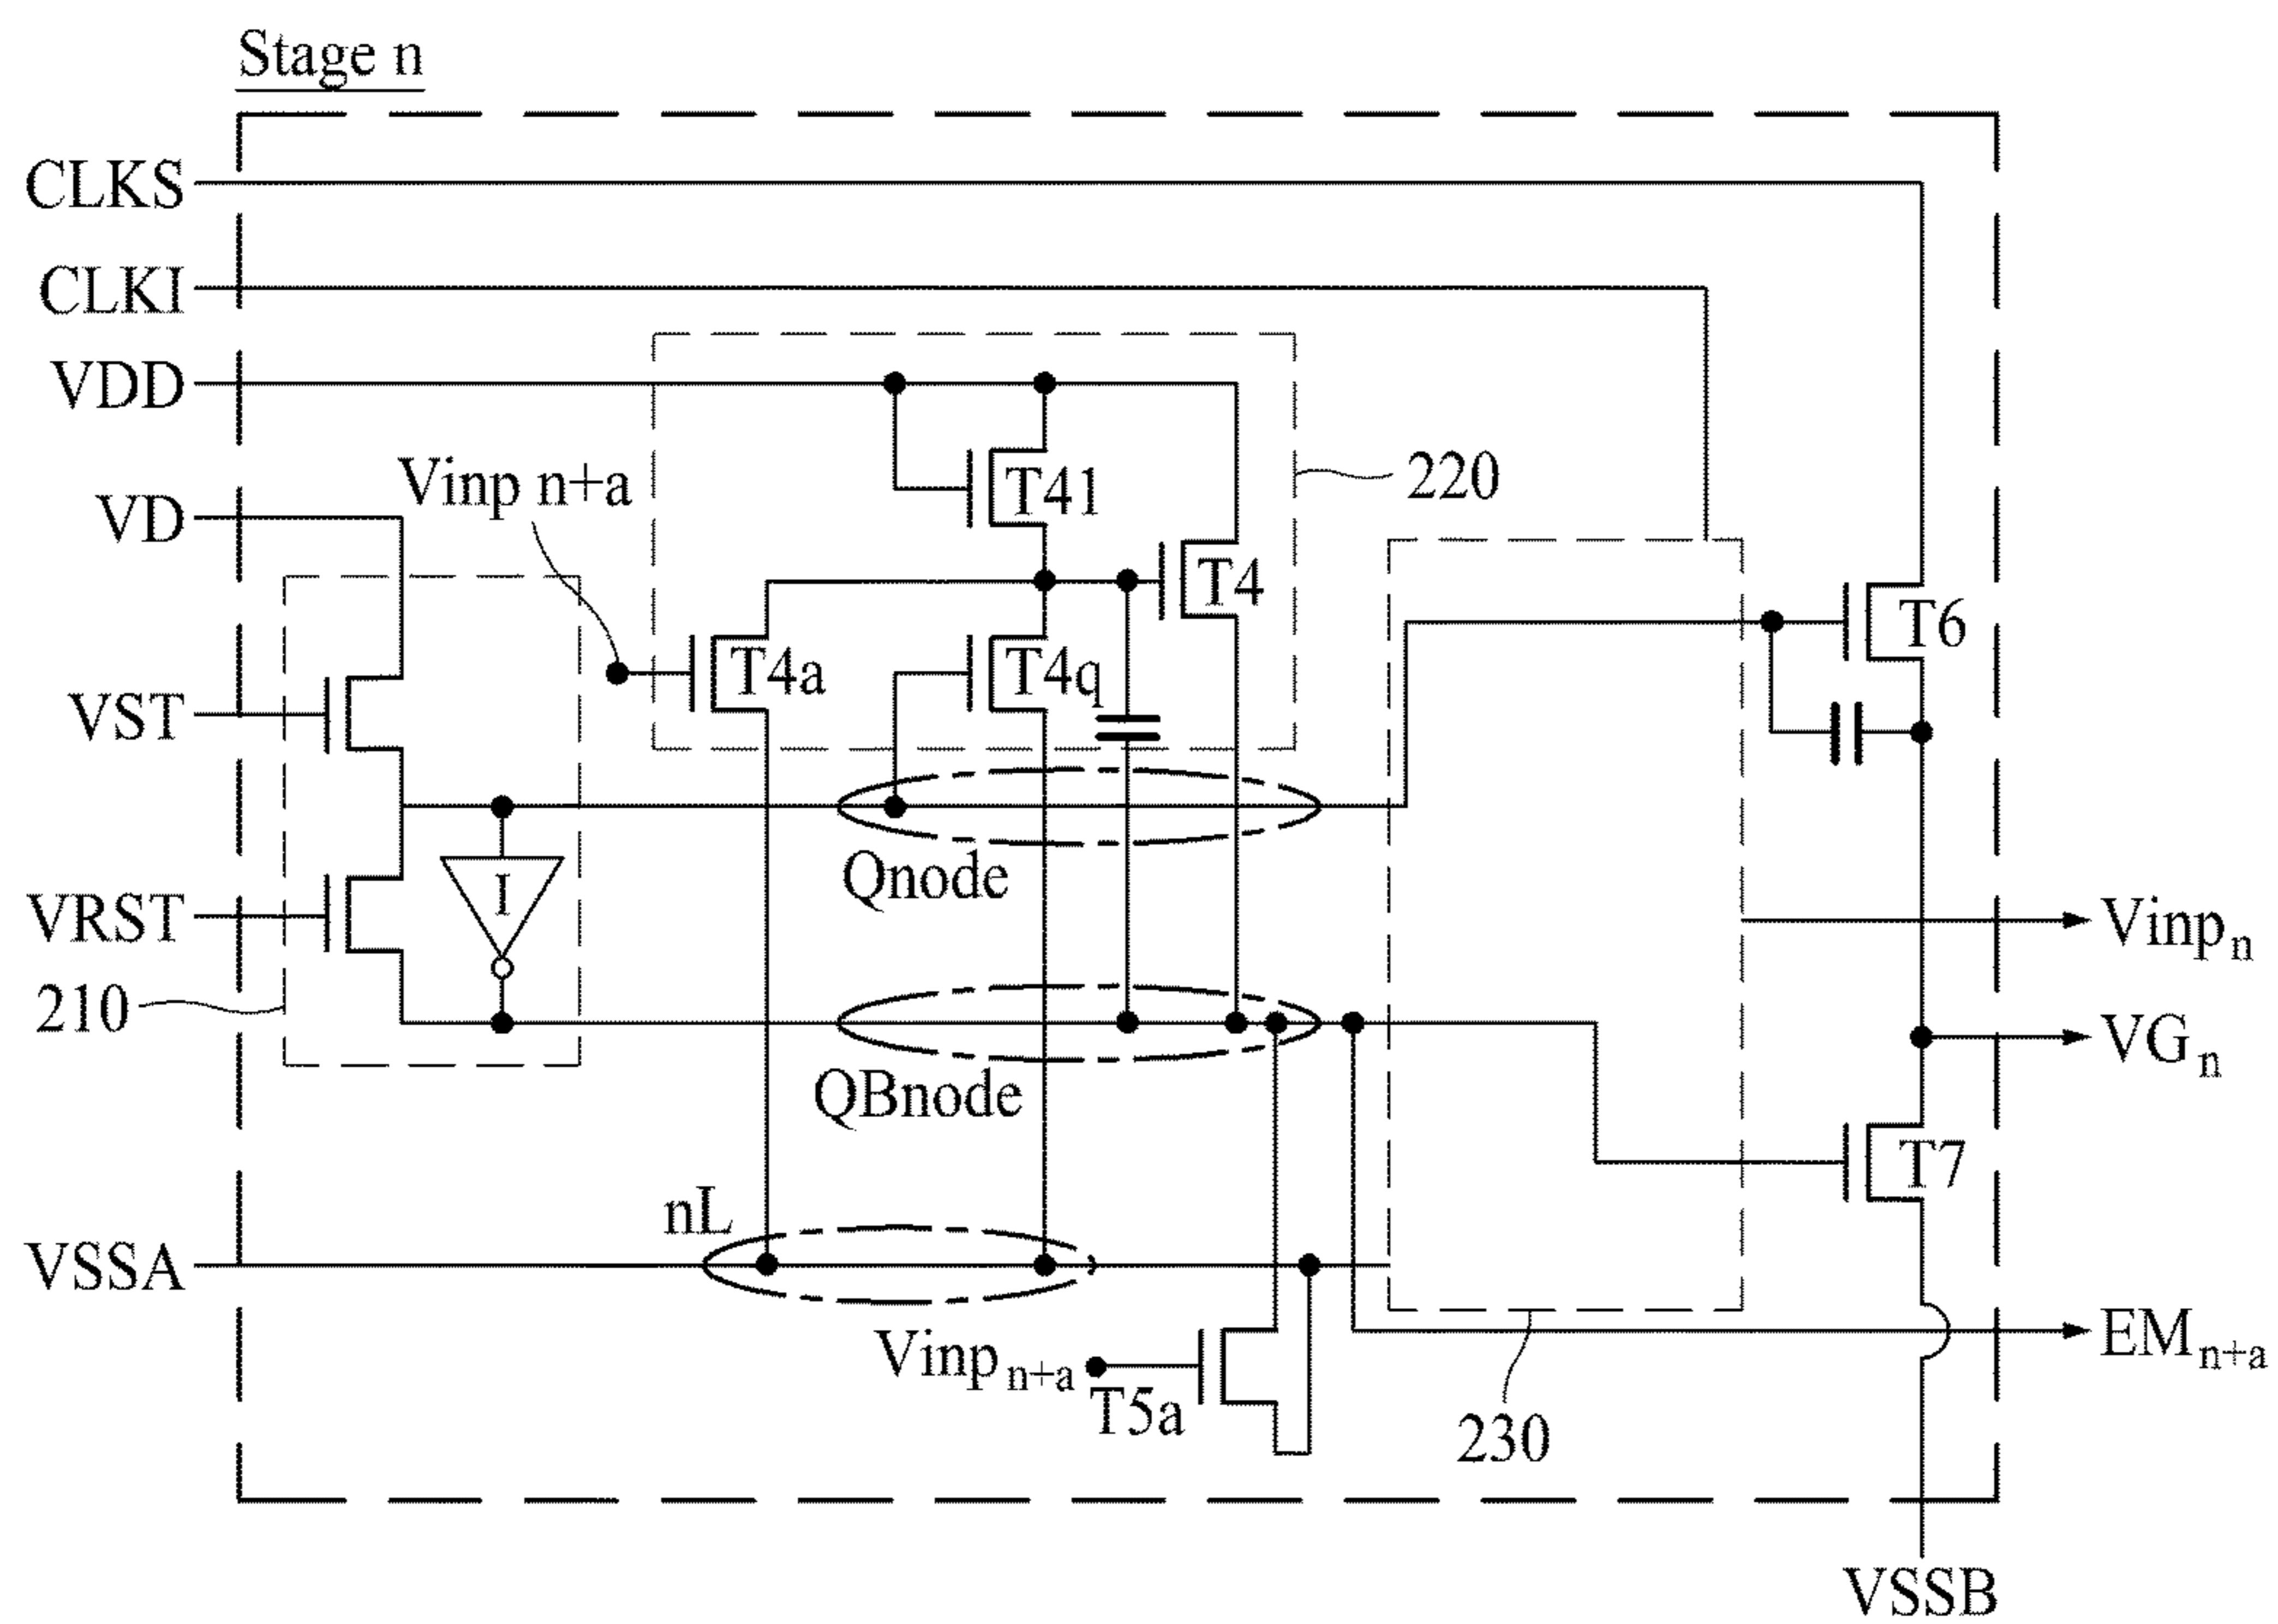 Stage n
CLKS
CLKI
VDD
T41
220
Vinp n+a
VD
T4
T6
T4a
T4q
VST
Qnode
I
VRST
Vinpn
210
VGn
QBnode
T7
nL
VSSA
Vinpn+a
EMn+a
T5a
230
VSSB